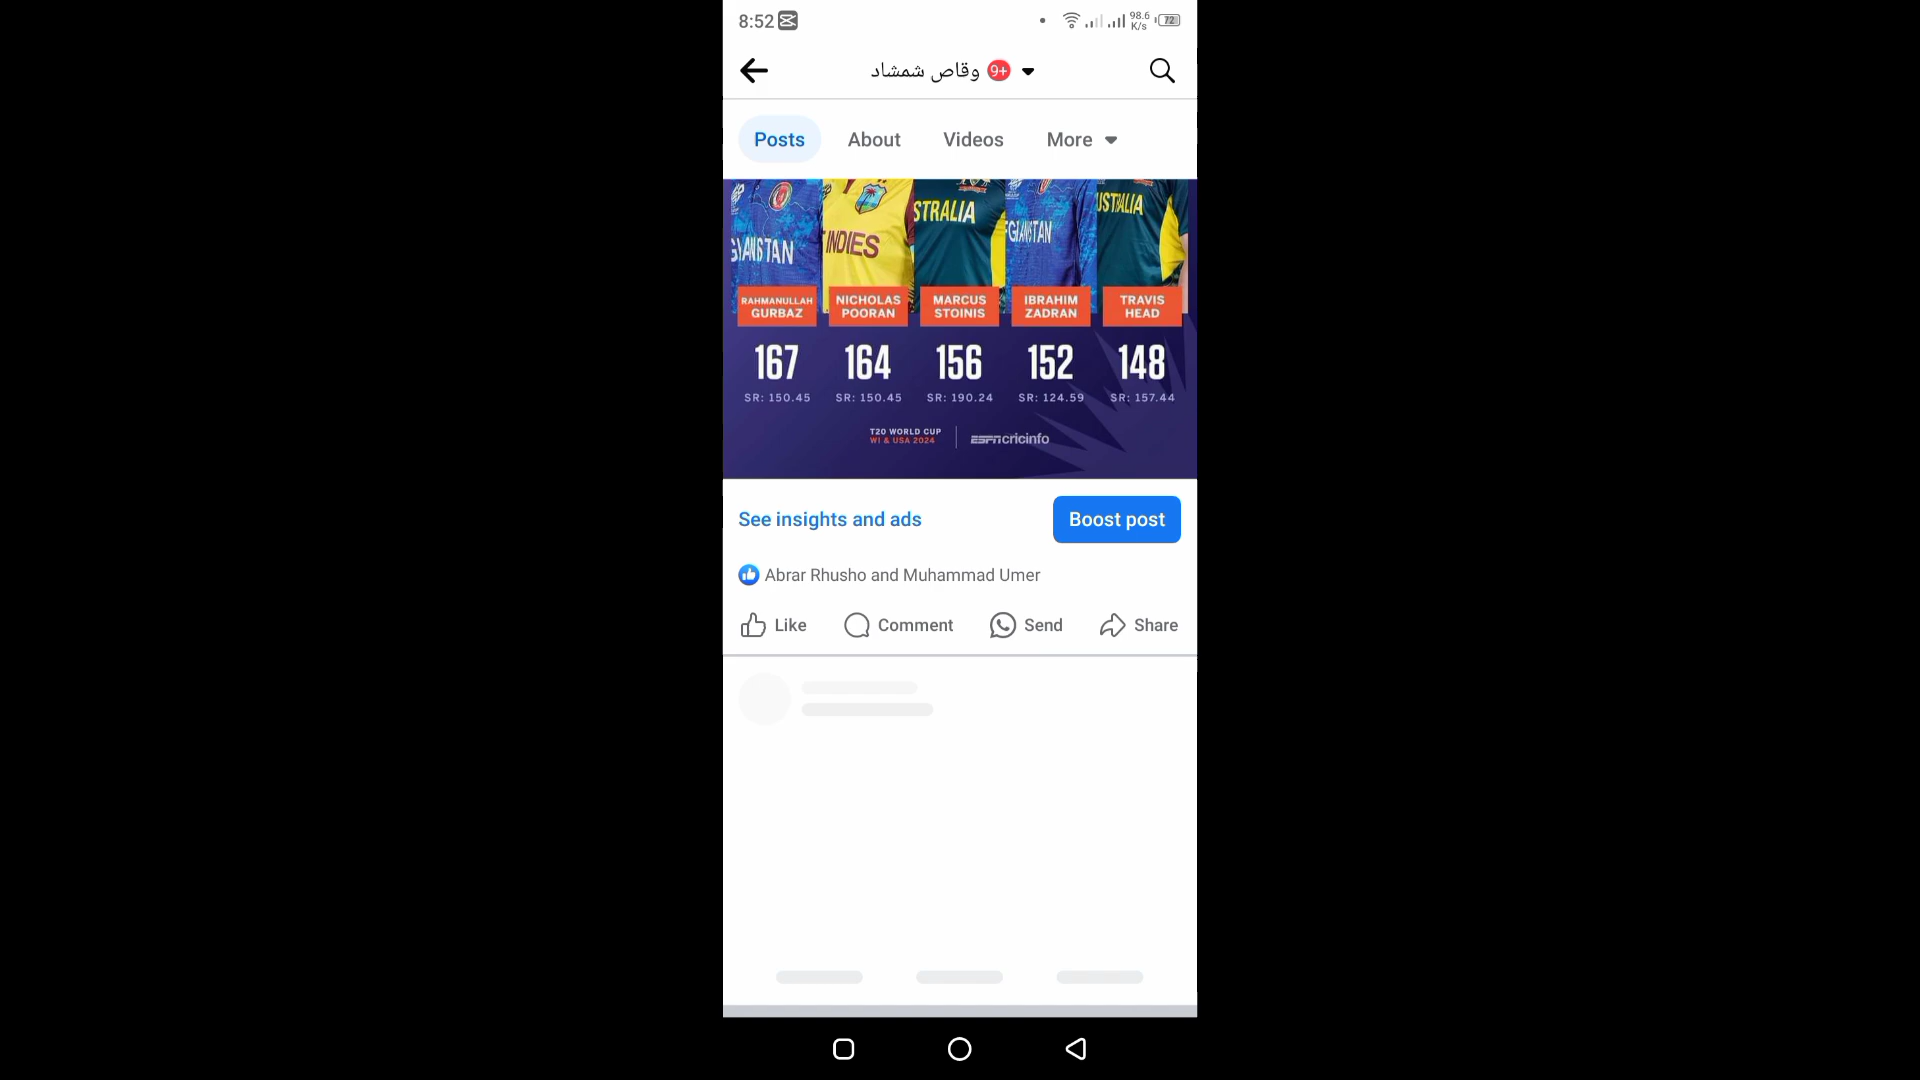 8:52
98.6 K/s 72
وقاص شمشاد 9+
Posts About Videos More
GHANISTAN INDIES STRALIA FGHANISTAN USTRALIA
RAHMANULLAH GURBAZ
NICHOLAS POORAN
MARCUS STOINIS
IBRAHIM ZADRAN
TRAVIS HEAD
167 164 156 152 148
SR: 150.45 SR: 150.45 SR: 190.24 SR: 124.59 SR: 157.44
T20 WORLD CUP
WI & USA 2024
ESPNcricinfo
See insights and ads Boost post
Abrar Rhusho and Muhammad Umer
Like Comment Send Share